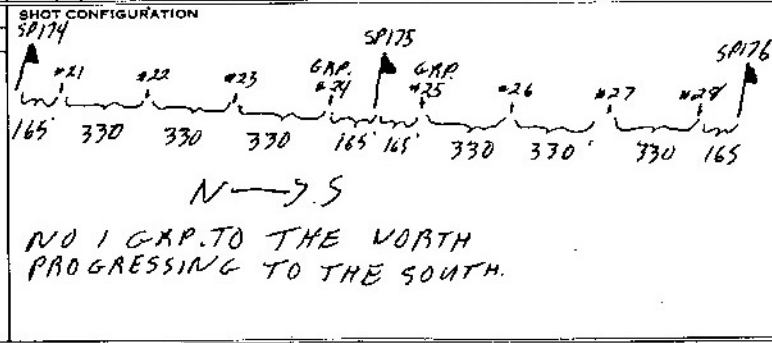 SHOT CONFIGURATION
SP174 SP175 SP176
#21 #22 #23 GRP. #24 GRP. #25 #26 #27 #28
165' 330 330 330 165' 165' 330 330' 330 165
N → S
NO 1 GRP. TO THE NORTH
PROGRESSING TO THE SOUTH.